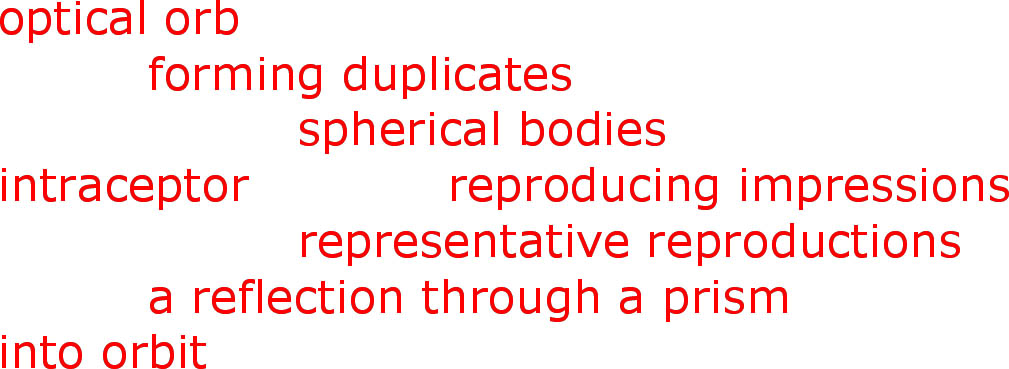 optical orb
forming duplicates
spherical bodies
intraceptor reproducing impressions
representative reproductions
a reflection through a prism
into orbit